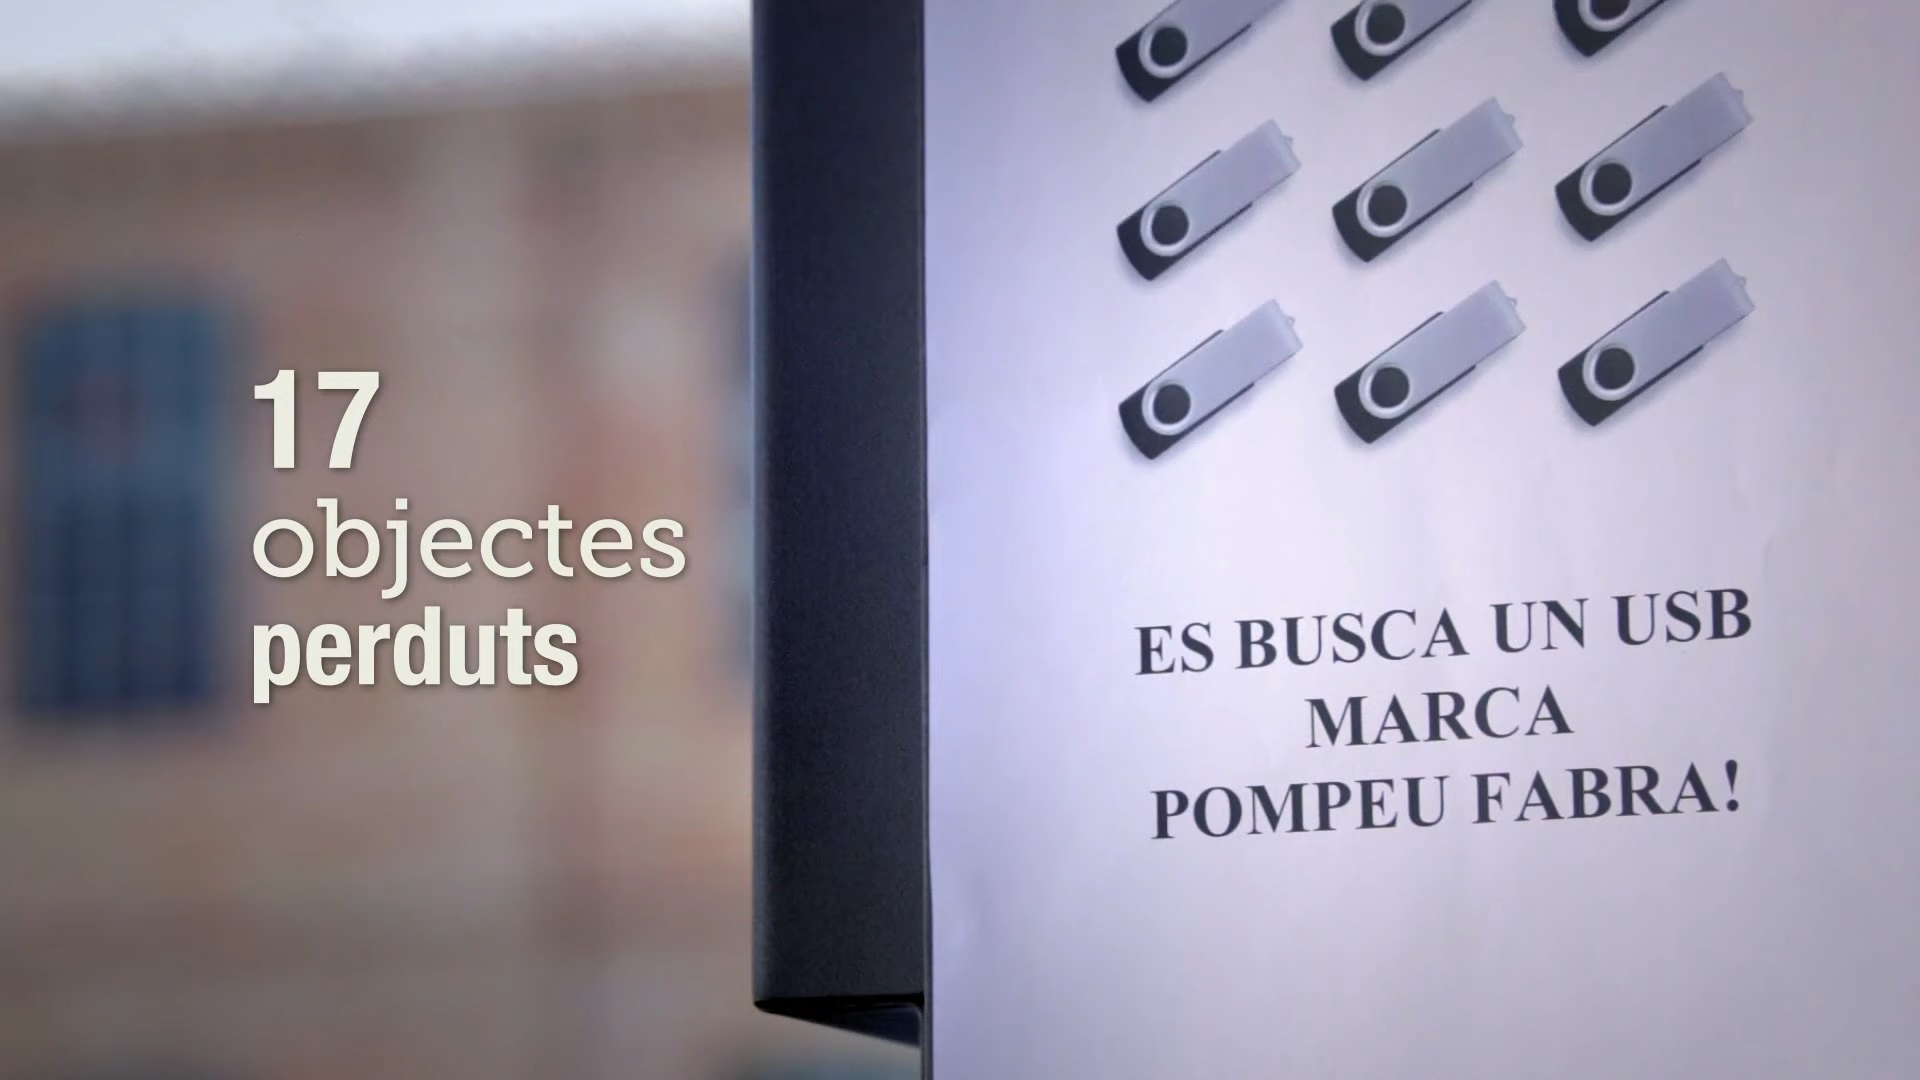 17
objectes
perduts
ES BUSCA UN USB
MARCA
POMPEU FABRA!